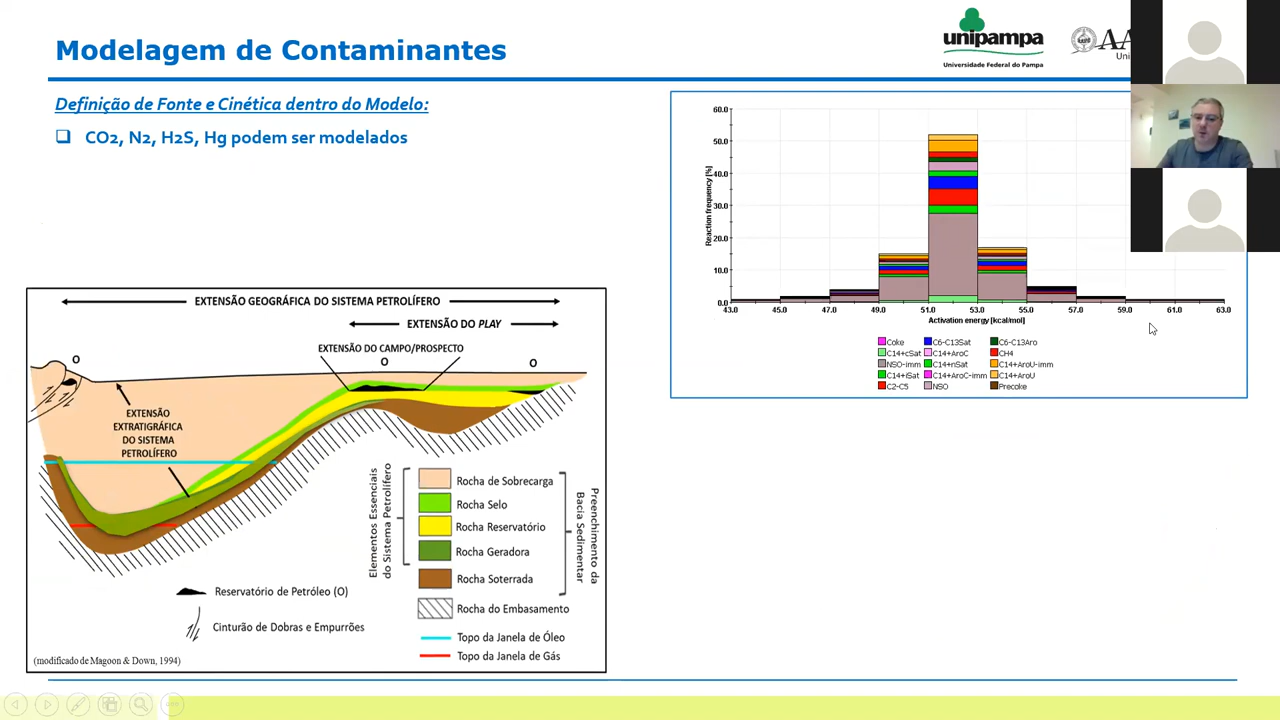 Modelagem de Contaminantes
unipampa
Universidade Federal do Pampa
Definição de Fonte e Cinética dentro do Modelo:
CO2, N2, H2S, Hg podem ser modelados
Reaction frequency [%]
60.0
50.0
40.0
30.0
20.0
10.0
0.0
43.0 45.0 47.0 49.0 51.0 53.0 55.0 57.0 59.0 61.0 63.0
Activation energy [kcal/mol]
Coke C6-C13Sat C6-C13Aro
C14+cSat C14+AroC CH4
NSO-imm C14+nSat C14+AroU-imm
C14+iSat C14+AroC-imm C14+AroU
C2-C5 NSO Precoke
EXTENSÃO GEOGRÁFICA DO SISTEMA PETROLÍFERO
EXTENSÃO DO PLAY
EXTENSÃO DO CAMPO/PROSPECTO
O
O
O
EXTENSÃO
EXTRATIGRÁFICA
DO SISTEMA
PETROLÍFERO
Elementos Essenciais
do Sistema Petrolífero
Rocha de Sobrecarga
Rocha Selo
Rocha Reservatório
Rocha Geradora
Rocha Soterrada
Rocha do Embasamento
Topo da Janela de Óleo
Topo da Janela de Gás
Preenchimento da
Bacia Sedimentar
Reservatório de Petróleo (O)
Cinturão de Dobras e Empurrões
(modificado de Magoon & Down, 1994)